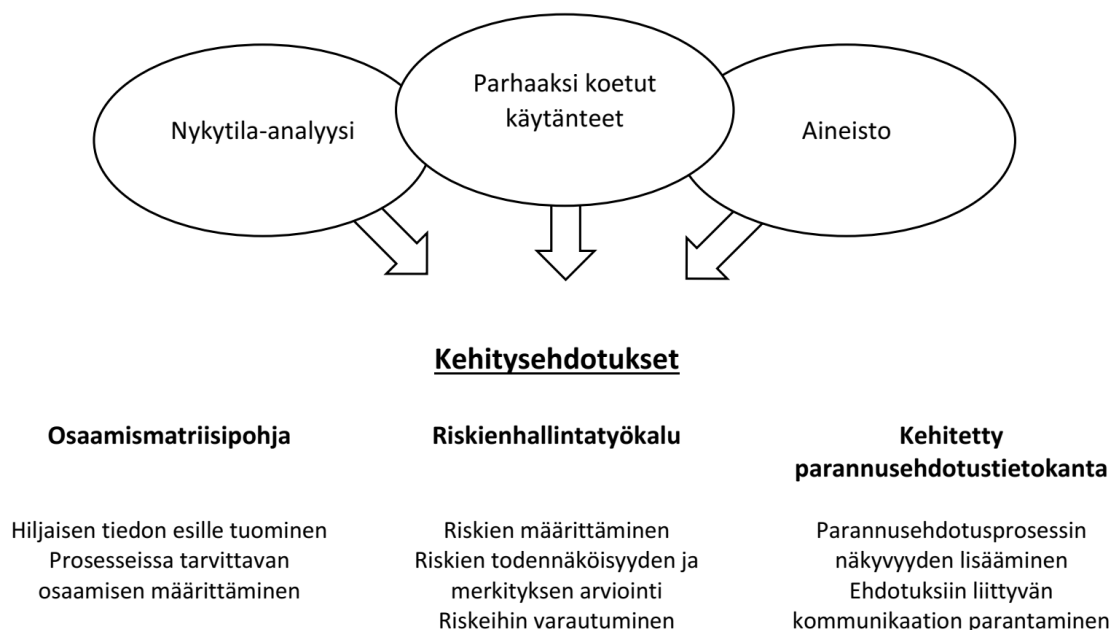 Nykytila-analyysi
Parhaaksi koetut
käytänteet
Aineisto
Kehitysehdotukset
Osaamismatriisipohja
Hiljaisen tiedon esille tuominen
Prosesseissa tarvittavan
osaamisen määrittäminen
Riskienhallintatyökalu
Riskien määrittäminen
Riskien todennäköisyyden ja
merkityksen arviointi
Riskeihin varautuminen
Kehitetty
parannusehdotustietokanta
Parannusehdotusprosessin
näkyvyyden lisääminen
Ehdotuksiin liittyvän
kommunikaation parantaminen